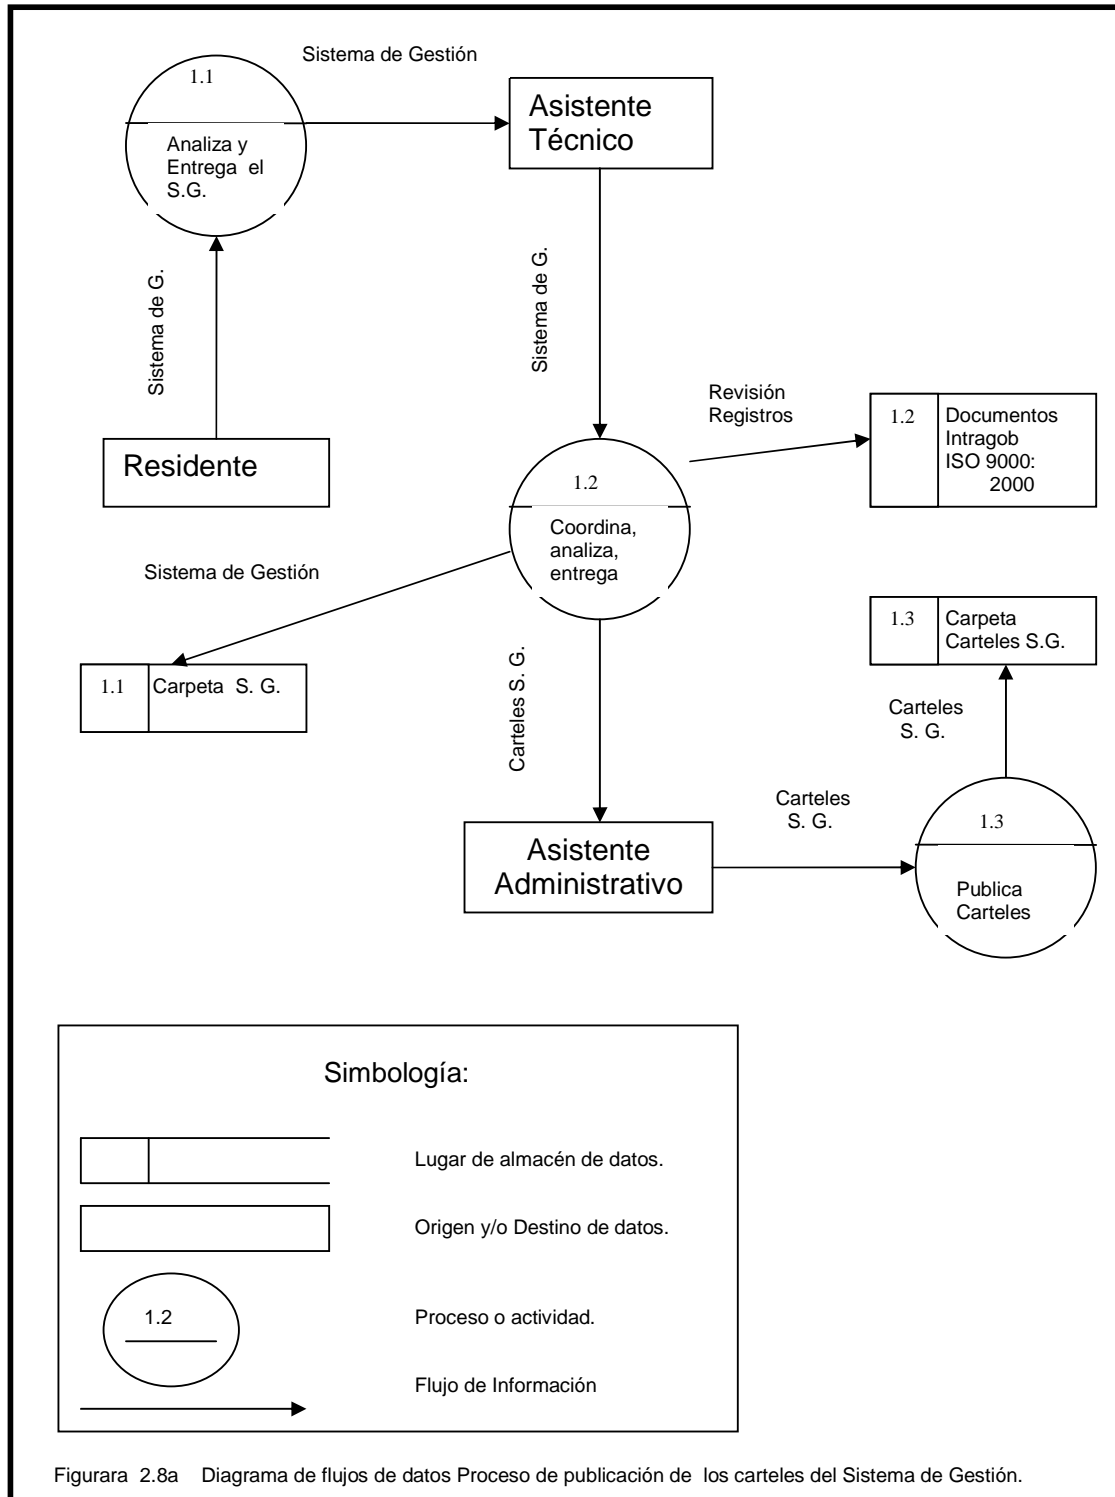 Sistema de Gestión
1.1
Analiza y
Entrega el
S.G.
Asistente
Técnico
Sistema de G.
Sistema de G.
Residente
Revisión
Registros
1.2
Documentos
Intragob
ISO 9000:
2000
1.2
Coordina,
analiza,
entrega
Sistema de Gestión
1.1
Carpeta S. G.
1.3
Carpeta
Carteles S.G.
Carteles S. G.
Carteles
S. G.
Carteles
S. G.
Asistente
Administrativo
1.3
Publica
Carteles
Simbología:
Lugar de almacén de datos.
Origen y/o Destino de datos.
1.2
Proceso o actividad.
Flujo de Información
Figurara 2.8a Diagrama de flujos de datos Proceso de publicación de los carteles del Sistema de Gestión.